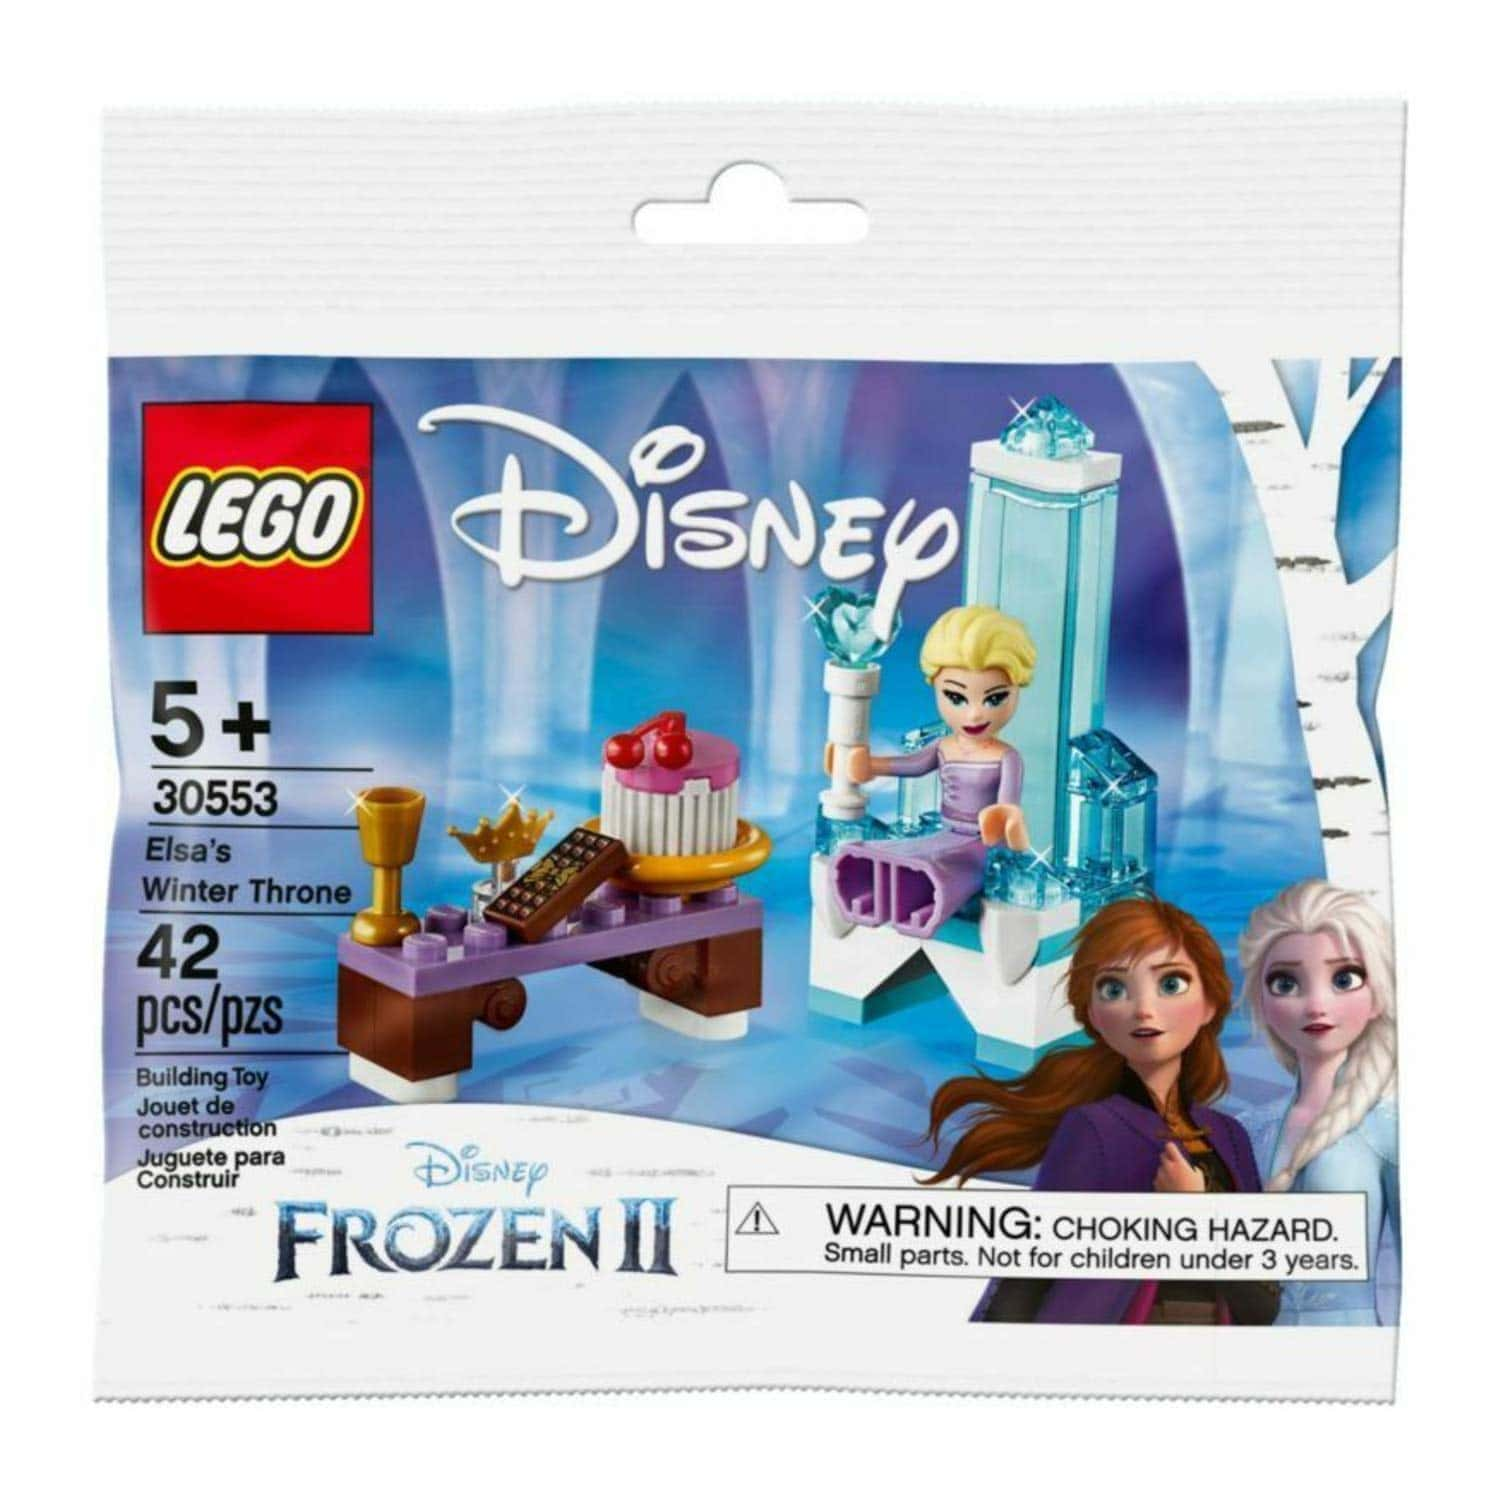 LEGO
DISNEY
5+
30553
Elsa's
Winter Throne
42
pcs/pzs
Building Toy
Jouet de
construction
Juguete para
Construir
DISNEY
FROZEN II
WARNING: CHOKING HAZARD.
Small parts. Not for children under 3 years.